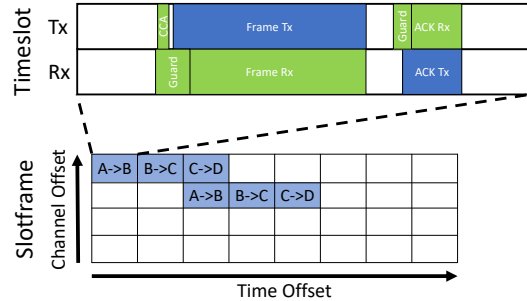 Timeslot
Tx
CCA
Frame Tx
Guard
ACK Rx
Rx
Guard
Frame Rx
ACK Tx
Slotframe
Channel Offset
A->B B->C C->D
A->B B->C C->D
Time Offset